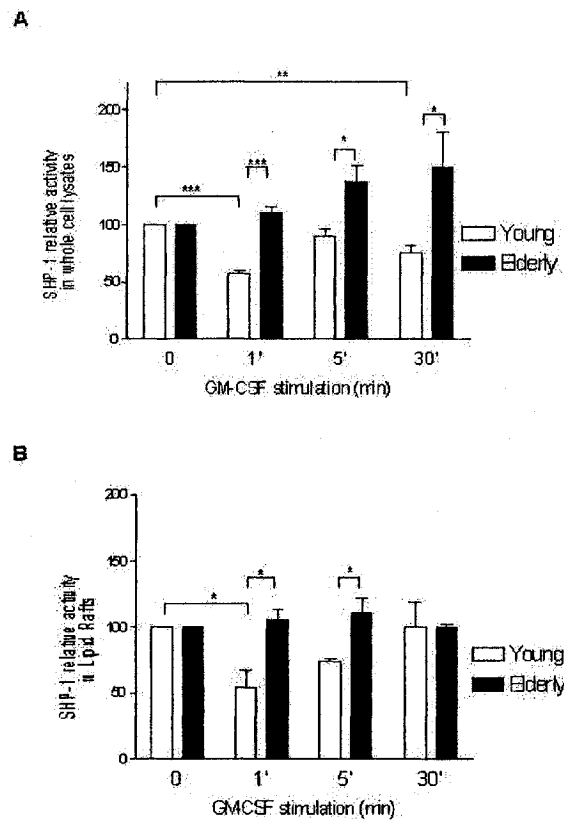 A
**
200
*
*
***
150
***
SHP-1 relative activity
in whole cell lysates
100
Young
50
Elderly
0
0 1' 5' 30'
GM-CSF stimulation (min)
B
200
150
*
*
*
SHP-1 relative activity
in Lipid Rafts
100
Young
50
Elderly
0
0 1' 5' 30'
GM-CSF stimulation (min)